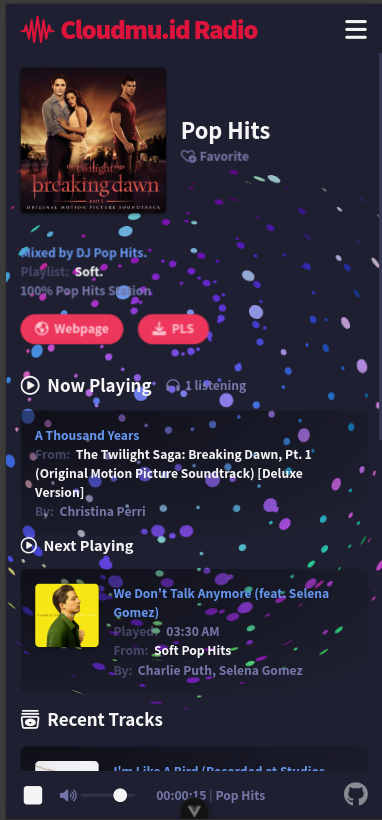 Cloudmu.id Radio
the twilight saga
breaking dawn
part 1
ORIGINAL MOTION PICTURE SOUNDTRACK
Pop Hits
Favorite
Mixed by DJ Pop Hits.
Playlist: Soft.
100% Pop Hits Station
Webpage
PLS
Now Playing
1 listening
A Thousand Years
From: The Twilight Saga: Breaking Dawn, Pt. 1
(Original Motion Picture Soundtrack) [Deluxe
Version]
By: Christina Perri
Next Playing
We Don't Talk Anymore (feat. Selena
Gomez)
Played: 03:30 AM
From: Soft Pop Hits
By: Charlie Puth, Selena Gomez
Recent Tracks
I'm Like A Bird (Recorded at Studios
00:00:15 | Pop Hits